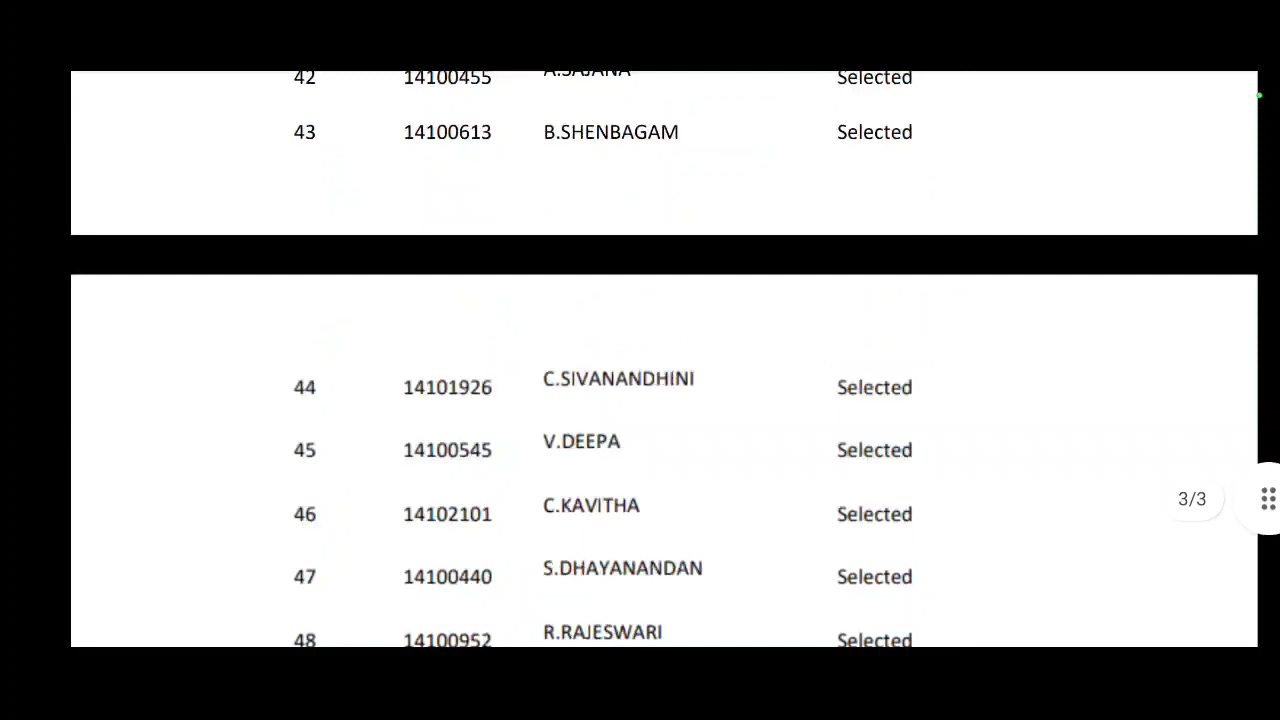 42 14100455 A.SAJANA Selected
43 14100613 B.SHENBAGAM Selected
44 14101926 C.SIVANANDHINI Selected
45 14100545 V.DEEPA Selected
46 14102101 C.KAVITHA Selected
3/3
47 14100440 S.DHAYANANDAN Selected
48 14100952 R.RAJESWARI Selected